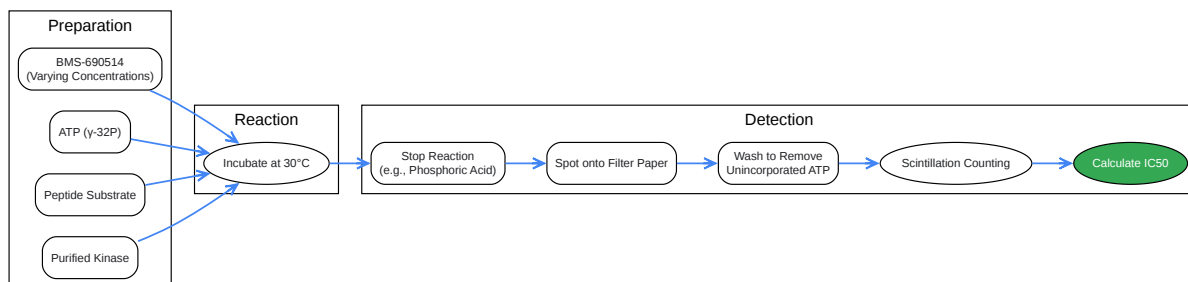 Preparation
BMS-690514
(Varying Concentrations)
ATP (γ-32P)
Peptide Substrate
Purified Kinase
Reaction
Incubate at 30°C
Detection
Stop Reaction
(e.g., Phosphoric Acid)
Spot onto Filter Paper
Wash to Remove
Unincorporated ATP
Scintillation Counting
Calculate IC50